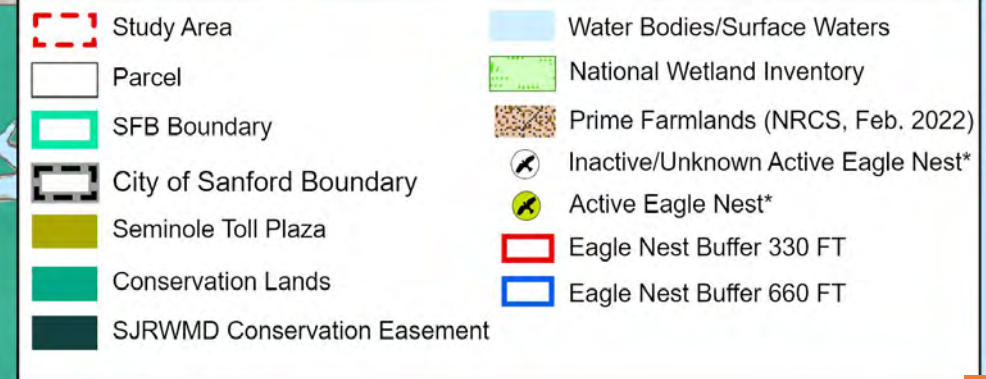 Study Area
Parcel
SFB Boundary
City of Sanford Boundary
Seminole Toll Plaza
Conservation Lands
SJRWMD Conservation Easement
Water Bodies/Surface Waters
National Wetland Inventory
Prime Farmlands (NRCS, Feb. 2022)
Inactive/Unknown Active Eagle Nest*
Active Eagle Nest*
Eagle Nest Buffer 330 FT
Eagle Nest Buffer 660 FT